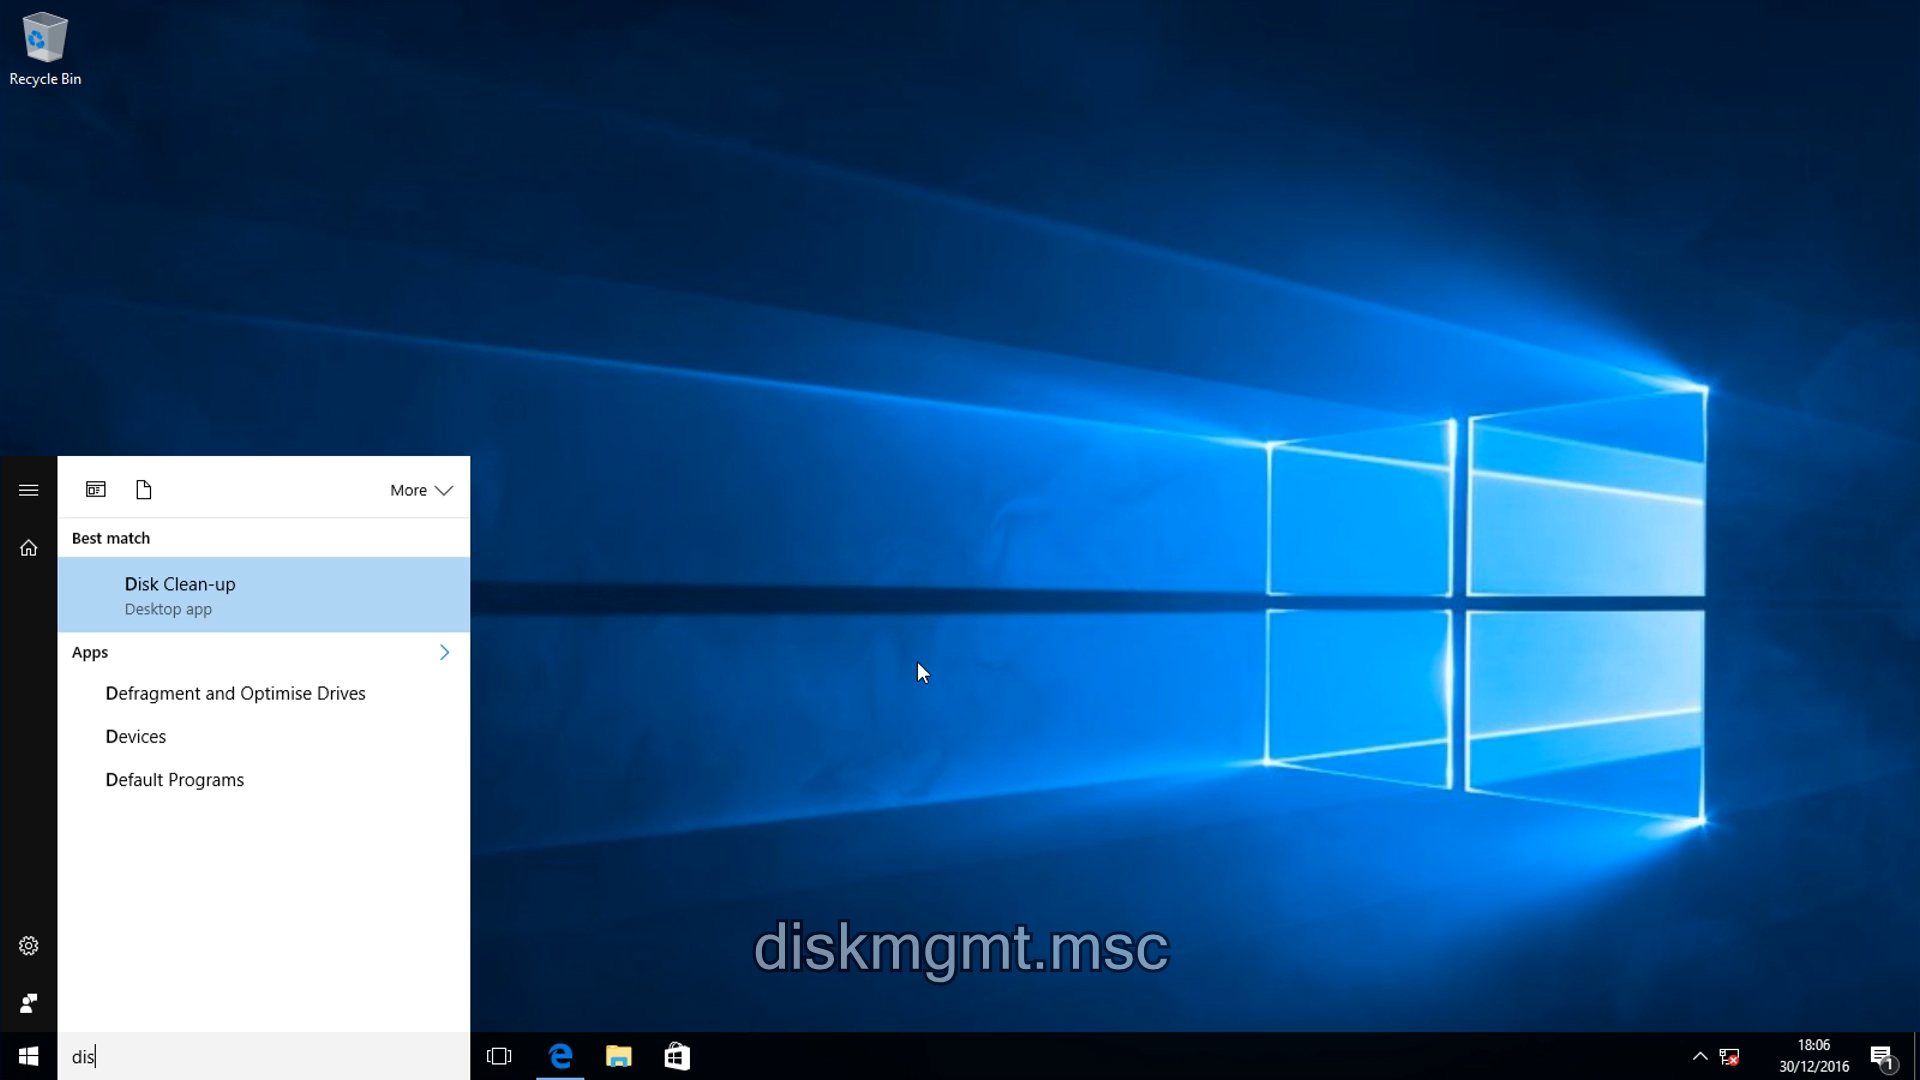 Recycle Bin
More
Best match
Disk Clean-up
Desktop app
Apps
Defragment and Optimise Drives
Devices
Default Programs
diskmgmt.msc
dis
18:06
30/12/2016
1